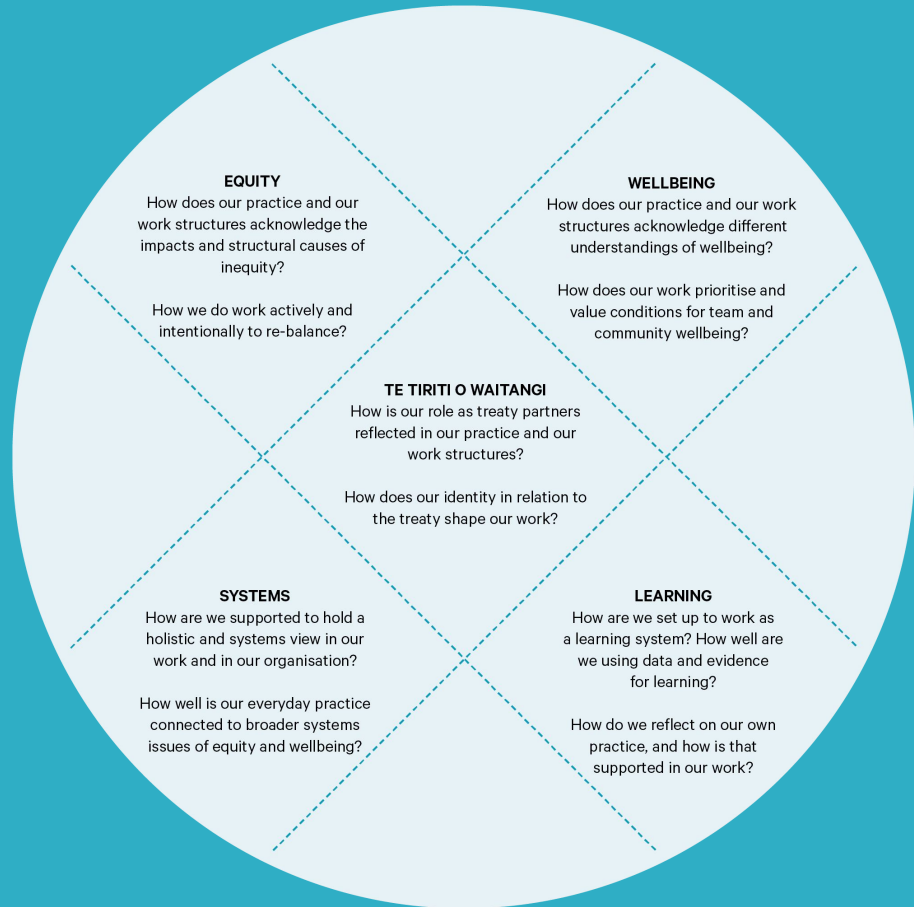 EQUITY
How does our practice and our
work structures acknowledge the
impacts and structural causes of
inequity?
How we do work actively and
intentionally to re-balance?
WELLBEING
How does our practice and our work
structures acknowledge different
understandings of wellbeing?
How does our work prioritise and
value conditions for team and
community wellbeing?
TE TIRITI O WAITANGI
How is our role as treaty partners
reflected in our practice and our
work structures?
How does our identity in relation to
the treaty shape our work?
SYSTEMS
How are we supported to hold a
holistic and systems view in our
work and in our organisation?
How well is our everyday practice
connected to broader systems
issues of equity and wellbeing?
LEARNING
How are we set up to work as
a learning system? How well are
we using data and evidence
for learning?
How do we reflect on our own
practice, and how is that
supported in our work?